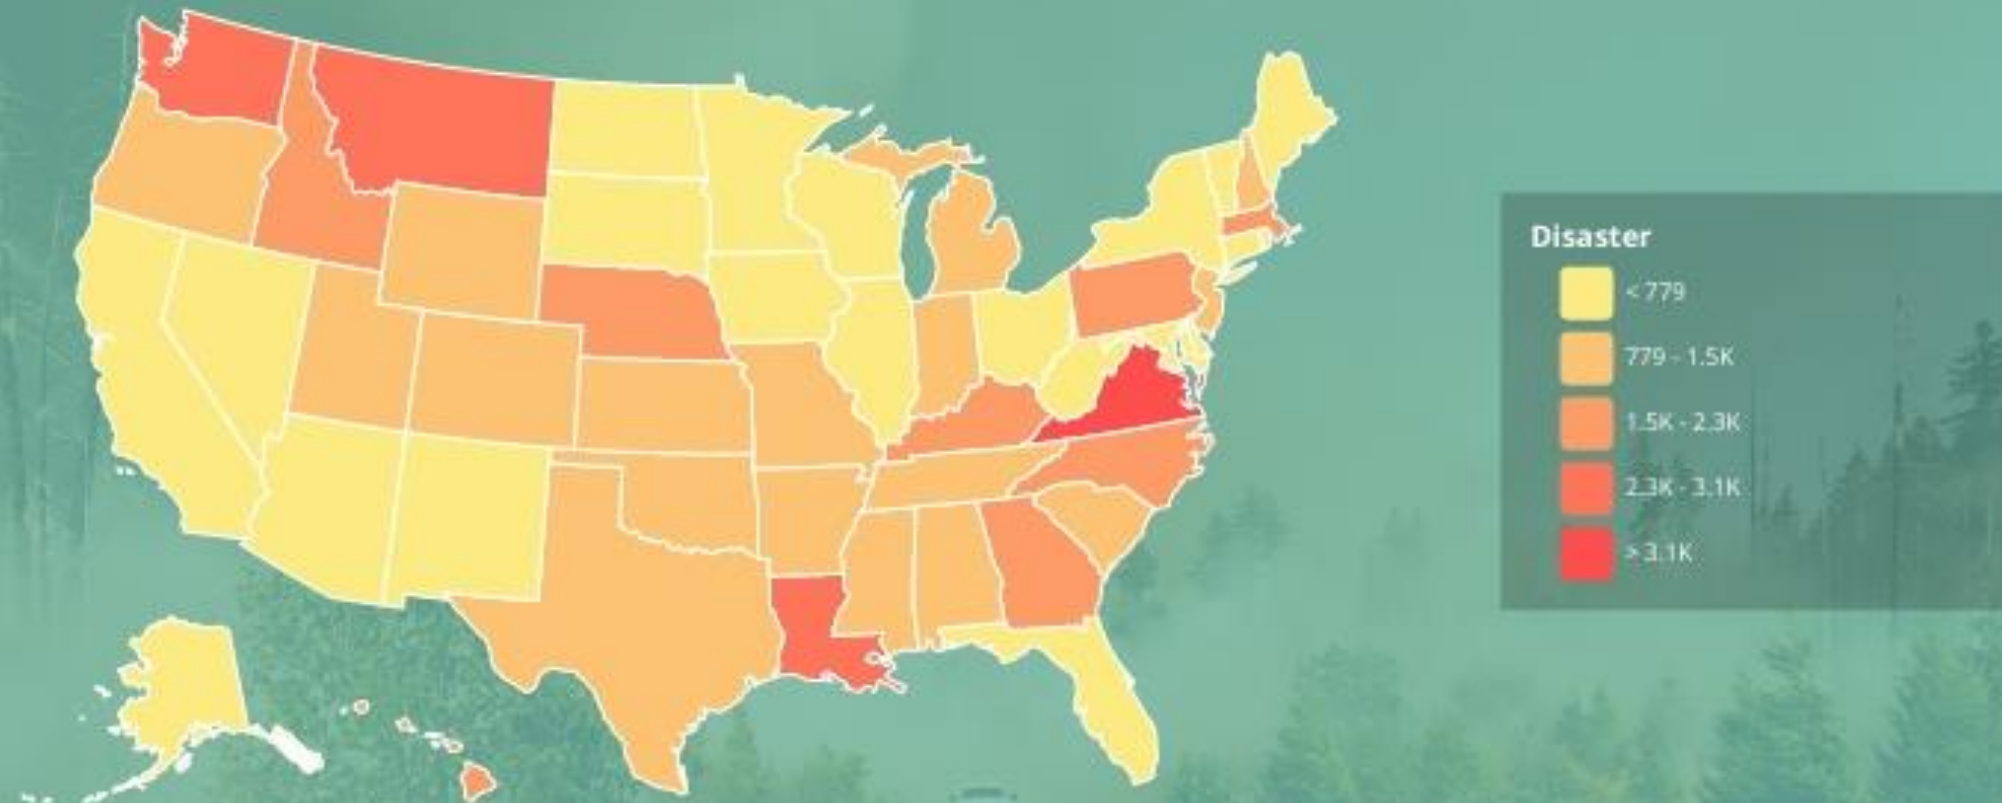 Disaster
< 779
779 - 1.5K
1.5K - 2.3K
2.3K - 3.1K
> 3.1K